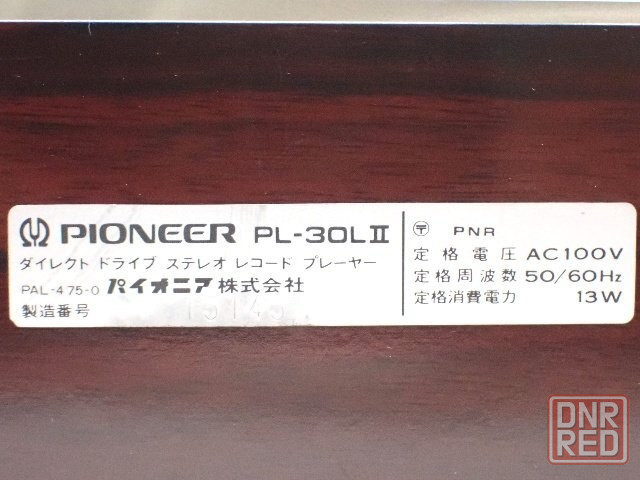 PIONEER PL-30LⅡ
ダイレクト ドライブ ステレオ レコード プレーヤー
PAL-475-0 パイオニア株式会社
製造番号
〒 PNR
定格電圧 AC100V
定格周波数 50/60Hz
定格消費電力 13W
DNR
RED